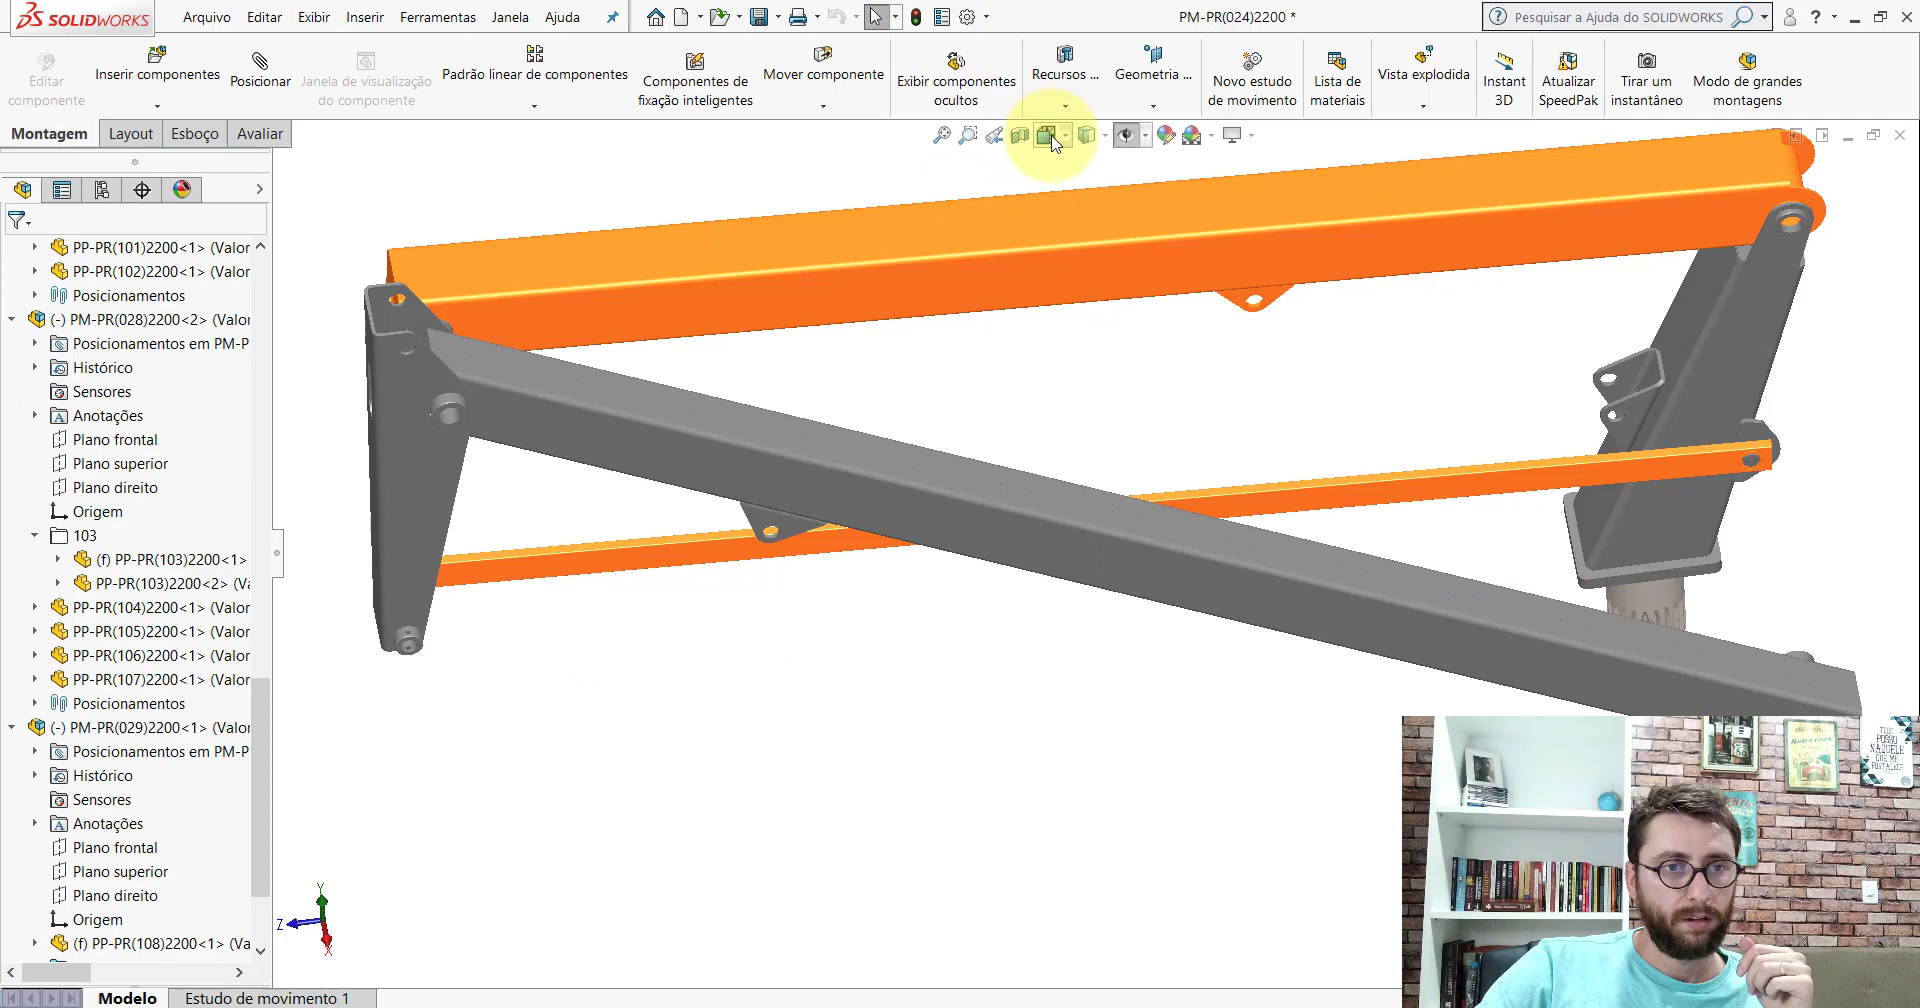 SOLIDWORKS
Arquivo Editar Exibir Inserir Ferramentas Janela Ajuda
PM-PR(024)2200 *
Pesquisar a Ajuda do SOLIDWORKS
Editar componente
Inserir componentes
Posicionar
Janela de visualização do componente
Padrão linear de componentes
Componentes de fixação inteligentes
Mover componente
Exibir componentes ocultos
Recursos ...
Geometria ...
Novo estudo de movimento
Lista de materiais
Vista explodida
Instant 3D
Atualizar SpeedPak
Tirar um instantâneo
Modo de grandes montagens
Montagem Layout Esboço Avaliar
PP-PR(101)2200<1> (Valor
PP-PR(102)2200<1> (Valor
Posicionamentos
(-) PM-PR(028)2200<2> (Valor
Posicionamentos em PM-P
Histórico
Sensores
Anotações
Plano frontal
Plano superior
Plano direito
Origem
103
(f) PP-PR(103)2200<1>
PP-PR(103)2200<2> (Va
PP-PR(104)2200<1> (Valor
PP-PR(105)2200<1> (Valor
PP-PR(106)2200<1> (Valor
PP-PR(107)2200<1> (Valor
Posicionamentos
(-) PM-PR(029)2200<1> (Valor
Posicionamentos em PM-P
Histórico
Sensores
Anotações
Plano frontal
Plano superior
Plano direito
Origem
(f) PP-PR(108)2200<1> (Va
Y
Z
X
TUDO
POSSO
NAQUELE
QUE ME
FORTALECE
Modelo Estudo de movimento 1